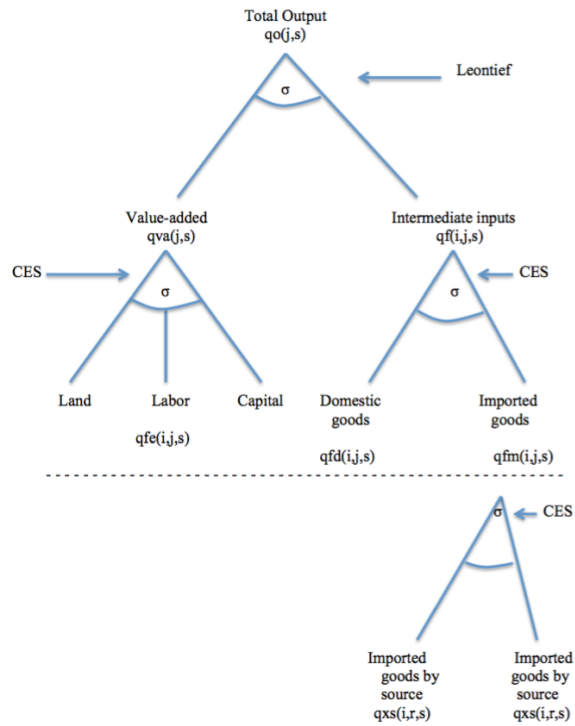 Total Output
qo(j,s)
Leontief
σ
Value-added
qva(j,s)
Intermediate inputs
qf(i,j,s)
CES
σ
CES
σ
Land
Labor
Capital
Domestic
goods
Imported
goods
qfe(i,j,s)
qfd(i,j,s)
qfm(i,j,s)
σ
CES
Imported
goods by
source
qxs(i,r,s)
Imported
goods by
source
qxs(i,r,s)